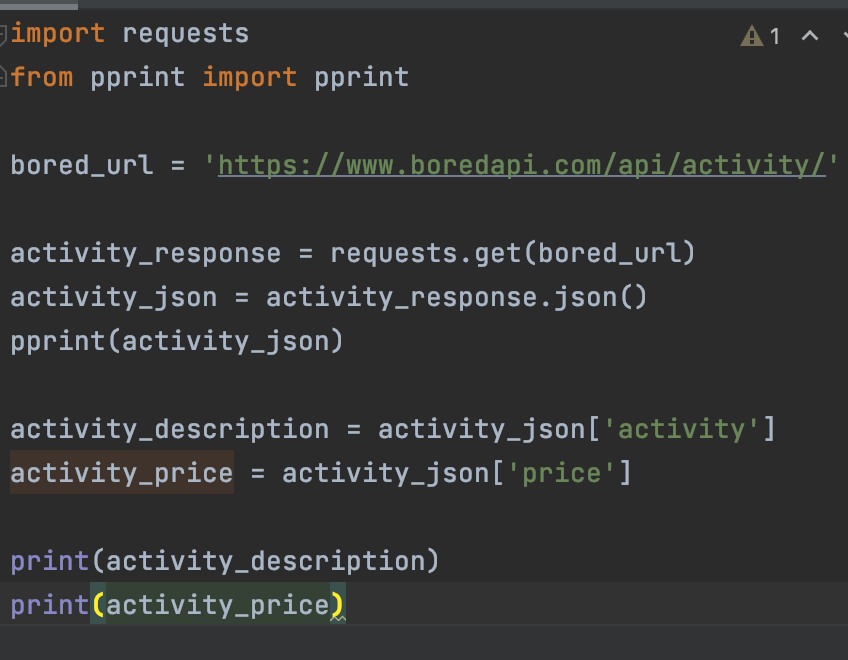 import requests
1
from pprint import pprint
bored_url = 'https://www.boredapi.com/api/activity/'
activity_response = requests.get(bored_url)
activity_json = activity_response.json()
pprint(activity_json)
activity_description = activity_json['activity']
activity_price = activity_json['price']
print(activity_description)
print(activity_price)